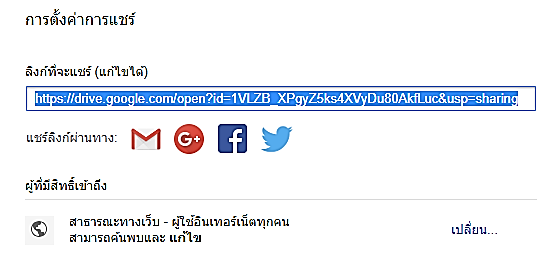 การตั้งค่าการแชร์
ลิงก์ที่จะแชร์ (แก้ไขได้)
https://drive.google.com/open?id=1VLZB_XPgyZ5ks4XVyDu80AkfLuc&usp=sharing
แชร์ลิงก์ผ่านทาง:
ผู้ที่มีสิทธิ์เข้าถึง
สาธารณะทางเว็บ - ผู้ใช้อินเทอร์เน็ตทุกคน
สามารถค้นพบและ แก้ไข
เปลี่ยน...